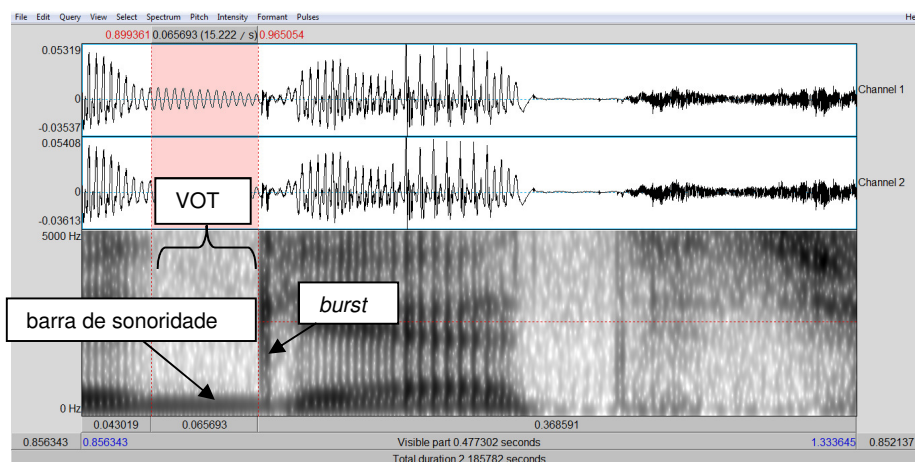 File Edit Query View Select Spectrum Pitch Intensity Formant Pulses He
0.899361 0.065693 (15.222 / s) 0.965054
0.05319
Channel 1
0
-0.03537
0.05408
Channel 2
0
VOT
-0.03613
5000 Hz
burst
barra de sonoridade
0 Hz
0.043019 0.065693 0.368591
0.856343 0.856343 Visible part 0.477302 seconds 1.333645 0.852137
Total duration 2.185782 seconds